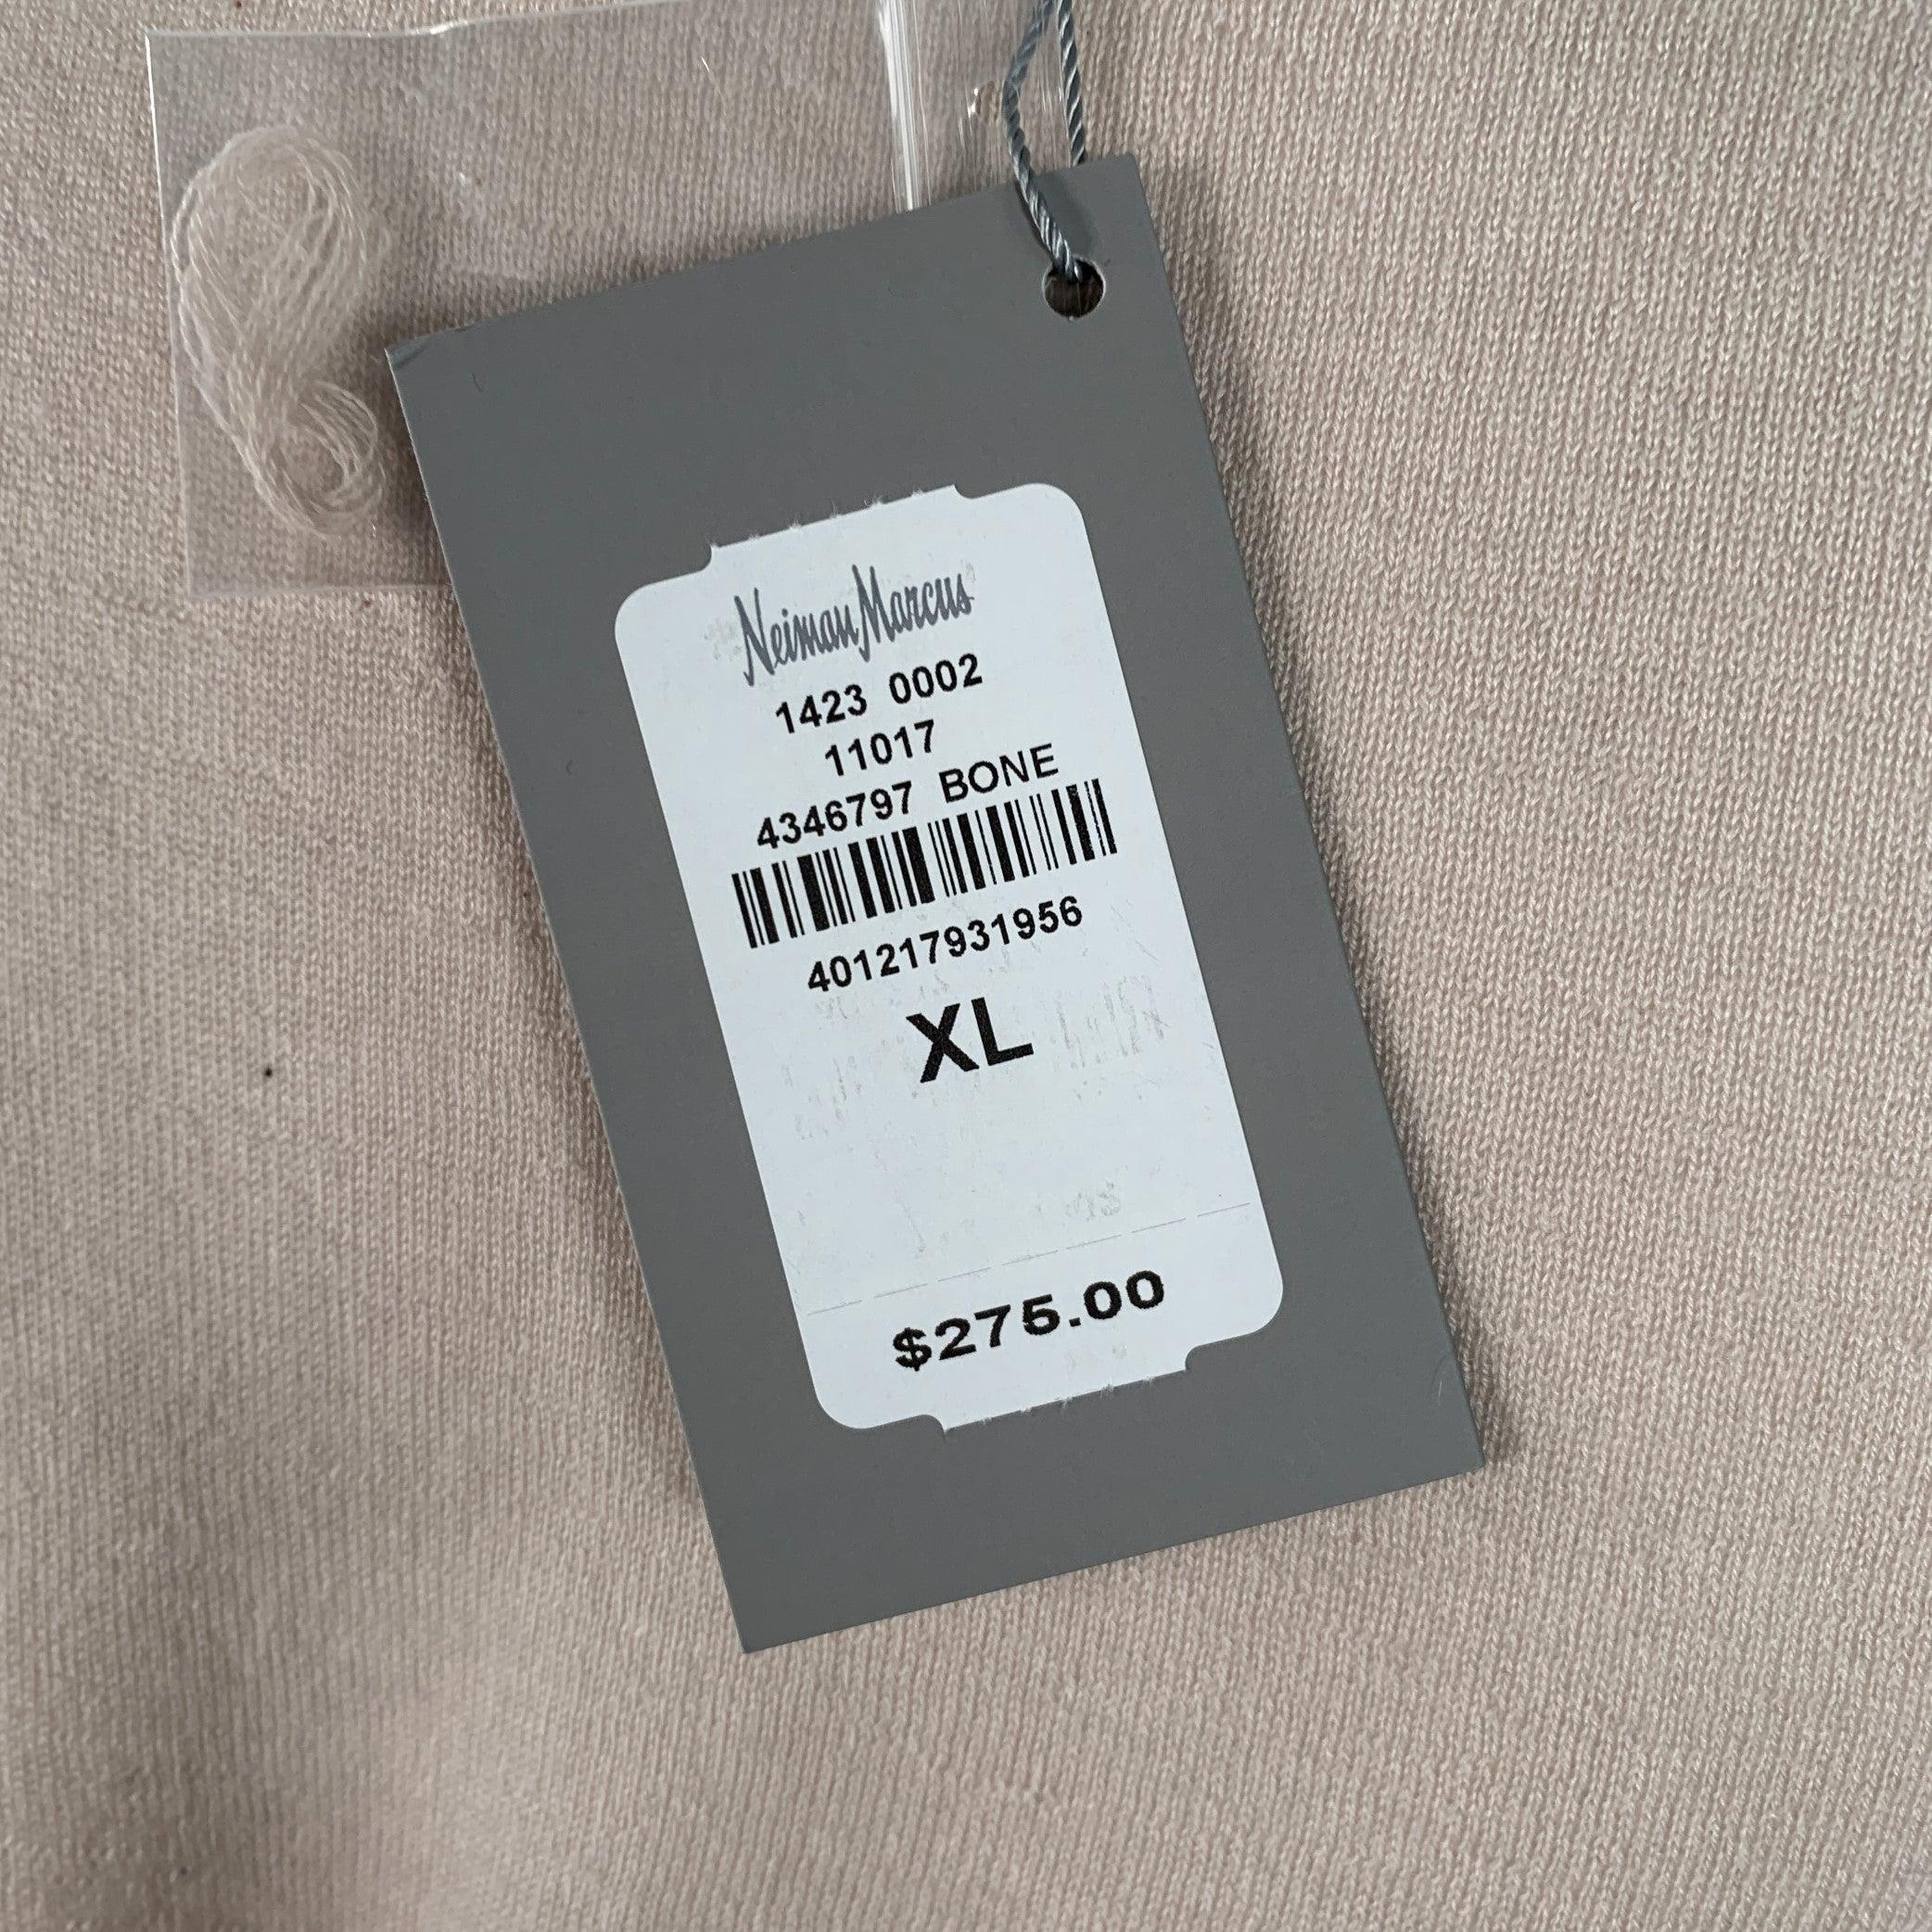 Neiman Marcus
1423 0002
11017
4346797 BONE
401217931956
XL
$275.00